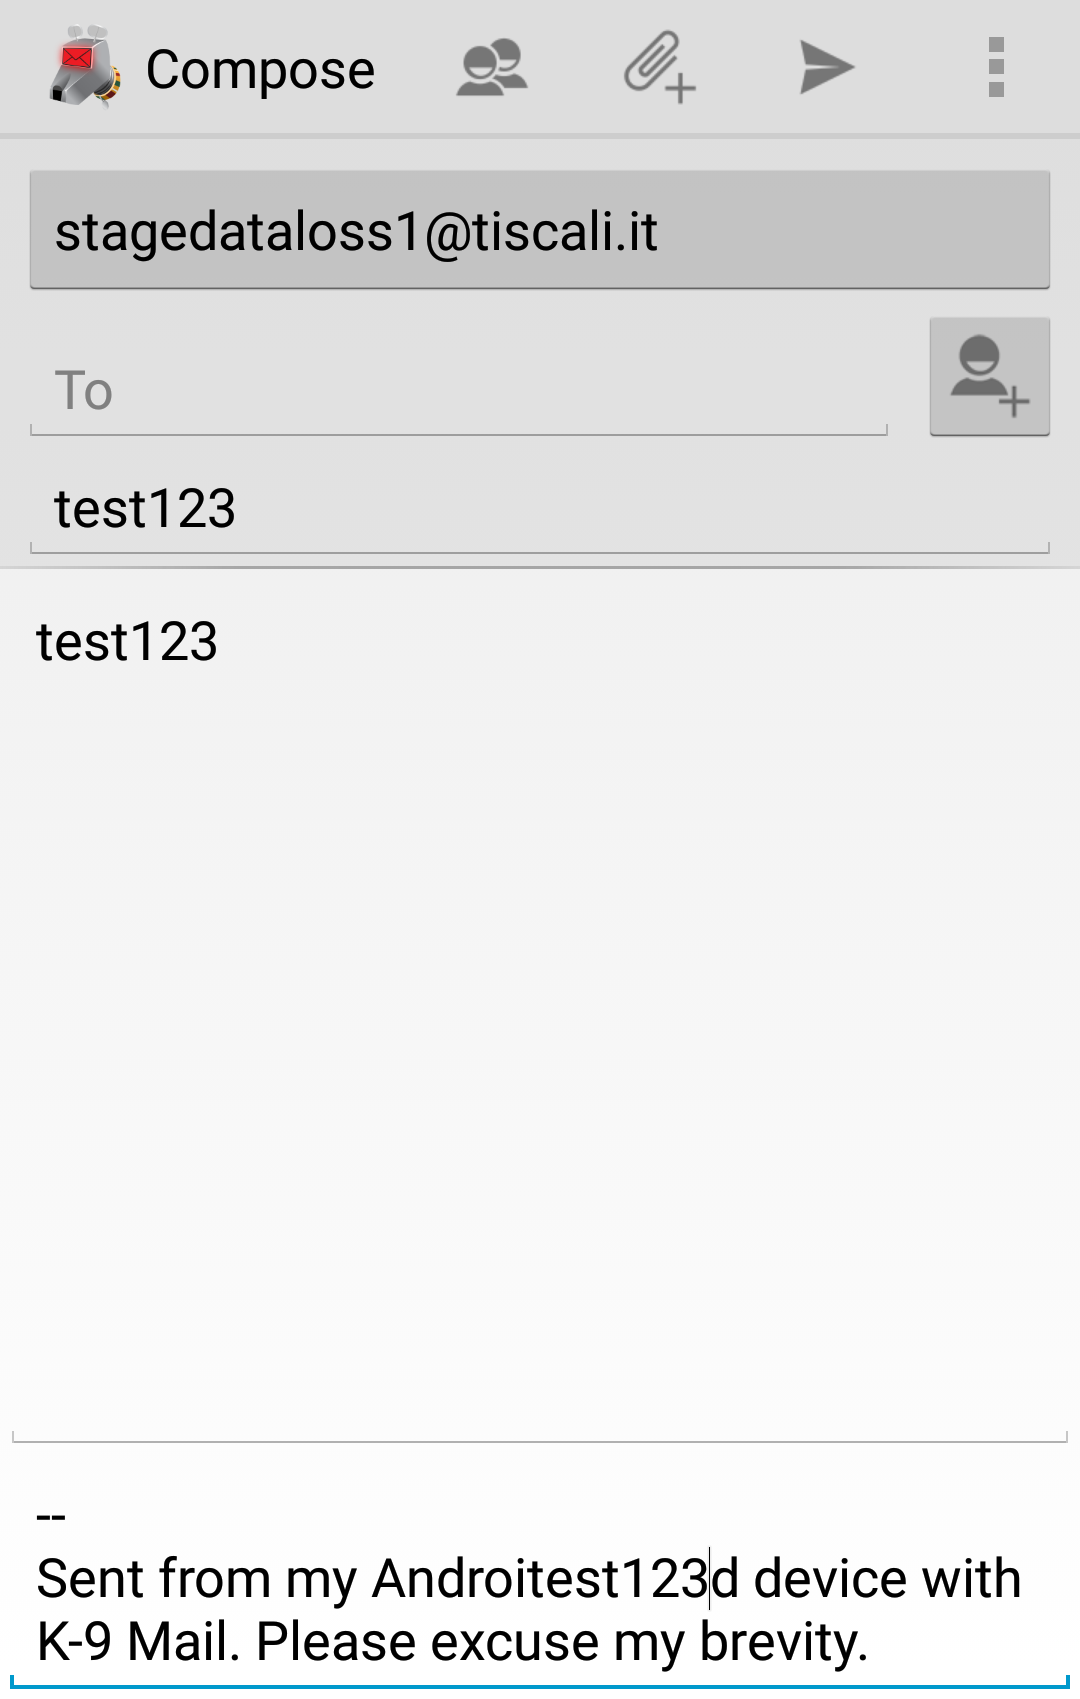 Compose
stagedataloss1@tiscali.it
To
test123
test123
--
Sent from my Androitest123d device with
K-9 Mail. Please excuse my brevity.